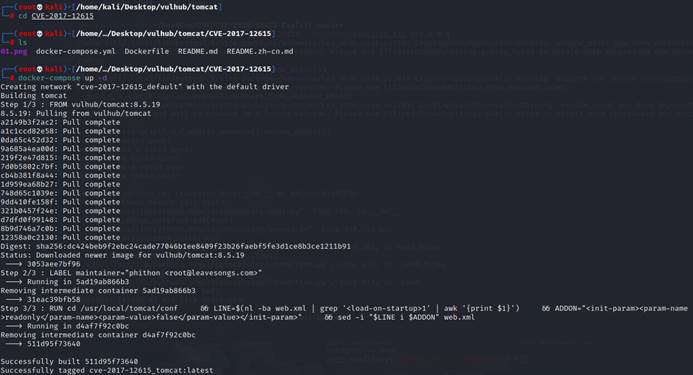 (root💀kali)-[/home/kali/Desktop/vulhub/tomcat]
# cd CVE-2017-12615
(root💀kali)-[/home/…/Desktop/vulhub/tomcat/CVE-2017-12615]
# ls
01.png  docker-compose.yml  Dockerfile  README.md  README.zh-cn.md
(root💀kali)-[/home/…/Desktop/vulhub/tomcat/CVE-2017-12615]
# docker-compose up -d
Creating network "cve-2017-12615_default" with the default driver
Building tomcat
Step 1/3 : FROM vulhub/tomcat:8.5.19
8.5.19: Pulling from vulhub/tomcat
a2149b3f2ac2: Pull complete
a1c1ccd82e58: Pull complete
0da65c452d32: Pull complete
9a685a4ea00d: Pull complete
219f2e47d815: Pull complete
7d0b5802c7bf: Pull complete
cb4b381f8a44: Pull complete
1d959ea68b27: Pull complete
748d65c1039e: Pull complete
9dd410fe158f: Pull complete
321b0457f24e: Pull complete
d7dfd0f99148: Pull complete
8b9d746a7c0b: Pull complete
12358a0c2130: Pull complete
Digest: sha256:dc424beb9f2ebc24cade77046b1ee8409f23b26faebf5fe3d1ce8b3ce1211b91
Status: Downloaded newer image for vulhub/tomcat:8.5.19
---> 3053aee7bf96
Step 2/3 : LABEL maintainer="phithon <root@leavesongs.com>"
---> Running in 5ad19ab866b3
Removing intermediate container 5ad19ab866b3
---> 31eac39bfb58
Step 3/3 : RUN cd /usr/local/tomcat/conf     && LINE=$(nl -ba web.xml | grep '<load-on-startup>1' | awk '{print $1}')     && ADDON="<init-param><param-name
>readonly</param-name><param-value>false</param-value></init-param>"     && sed -i "$LINE i $ADDON" web.xml
---> Running in d4af7f92c0bc
Removing intermediate container d4af7f92c0bc
---> 511d95f73640
Successfully built 511d95f73640
Successfully tagged cve-2017-12615_tomcat:latest